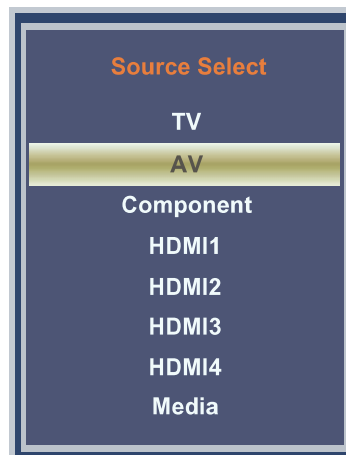 Source Select
TV
AV
Component
HDMI1
HDMI2
HDMI3
HDMI4
Media